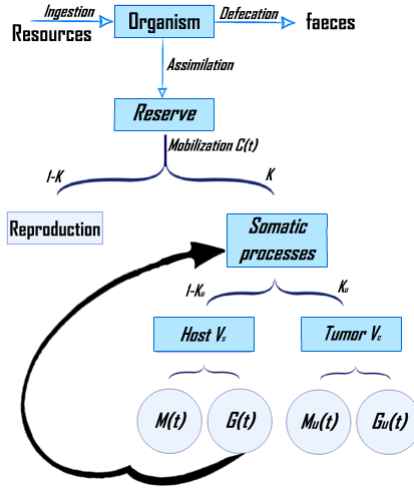 Ingestion
Defecation
Resources
Organism
faeces
Assimilation
Reserve
Mobilization C(t)
1-K
K
Reproduction
Somatic
processes
1-Ku
Ku
Host Vs
Tumor Vc
M(t)
G(t)
Mu(t)
Gu(t)